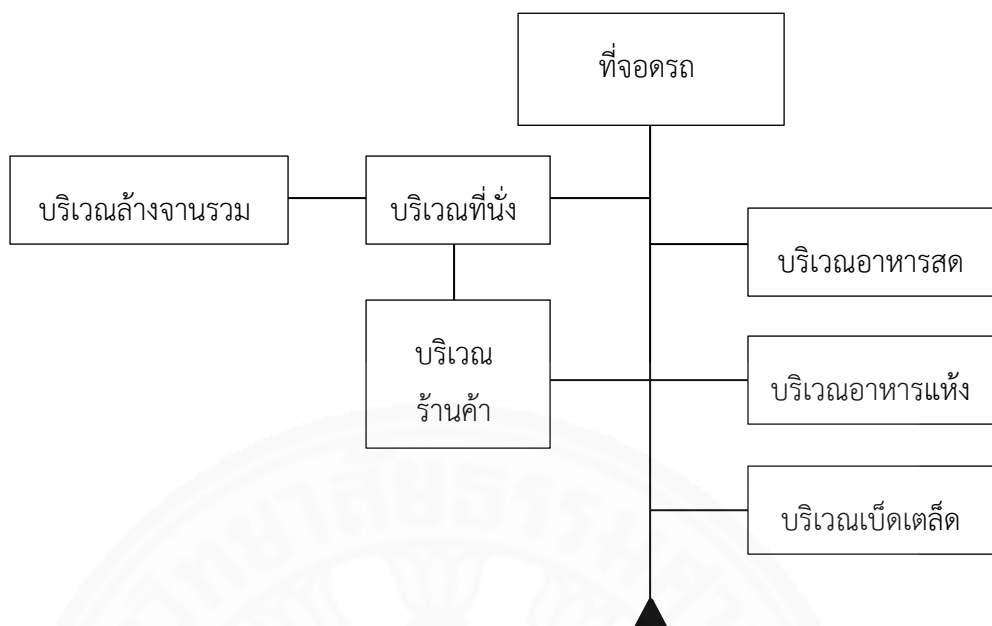 ที่จอดรถ
บริเวณล้างจานรวม
บริเวณที่นั่ง
บริเวณอาหารสด
บริเวณ
ร้านค้า
บริเวณอาหารแห้ง
บริเวณเบ็ดเตล็ด